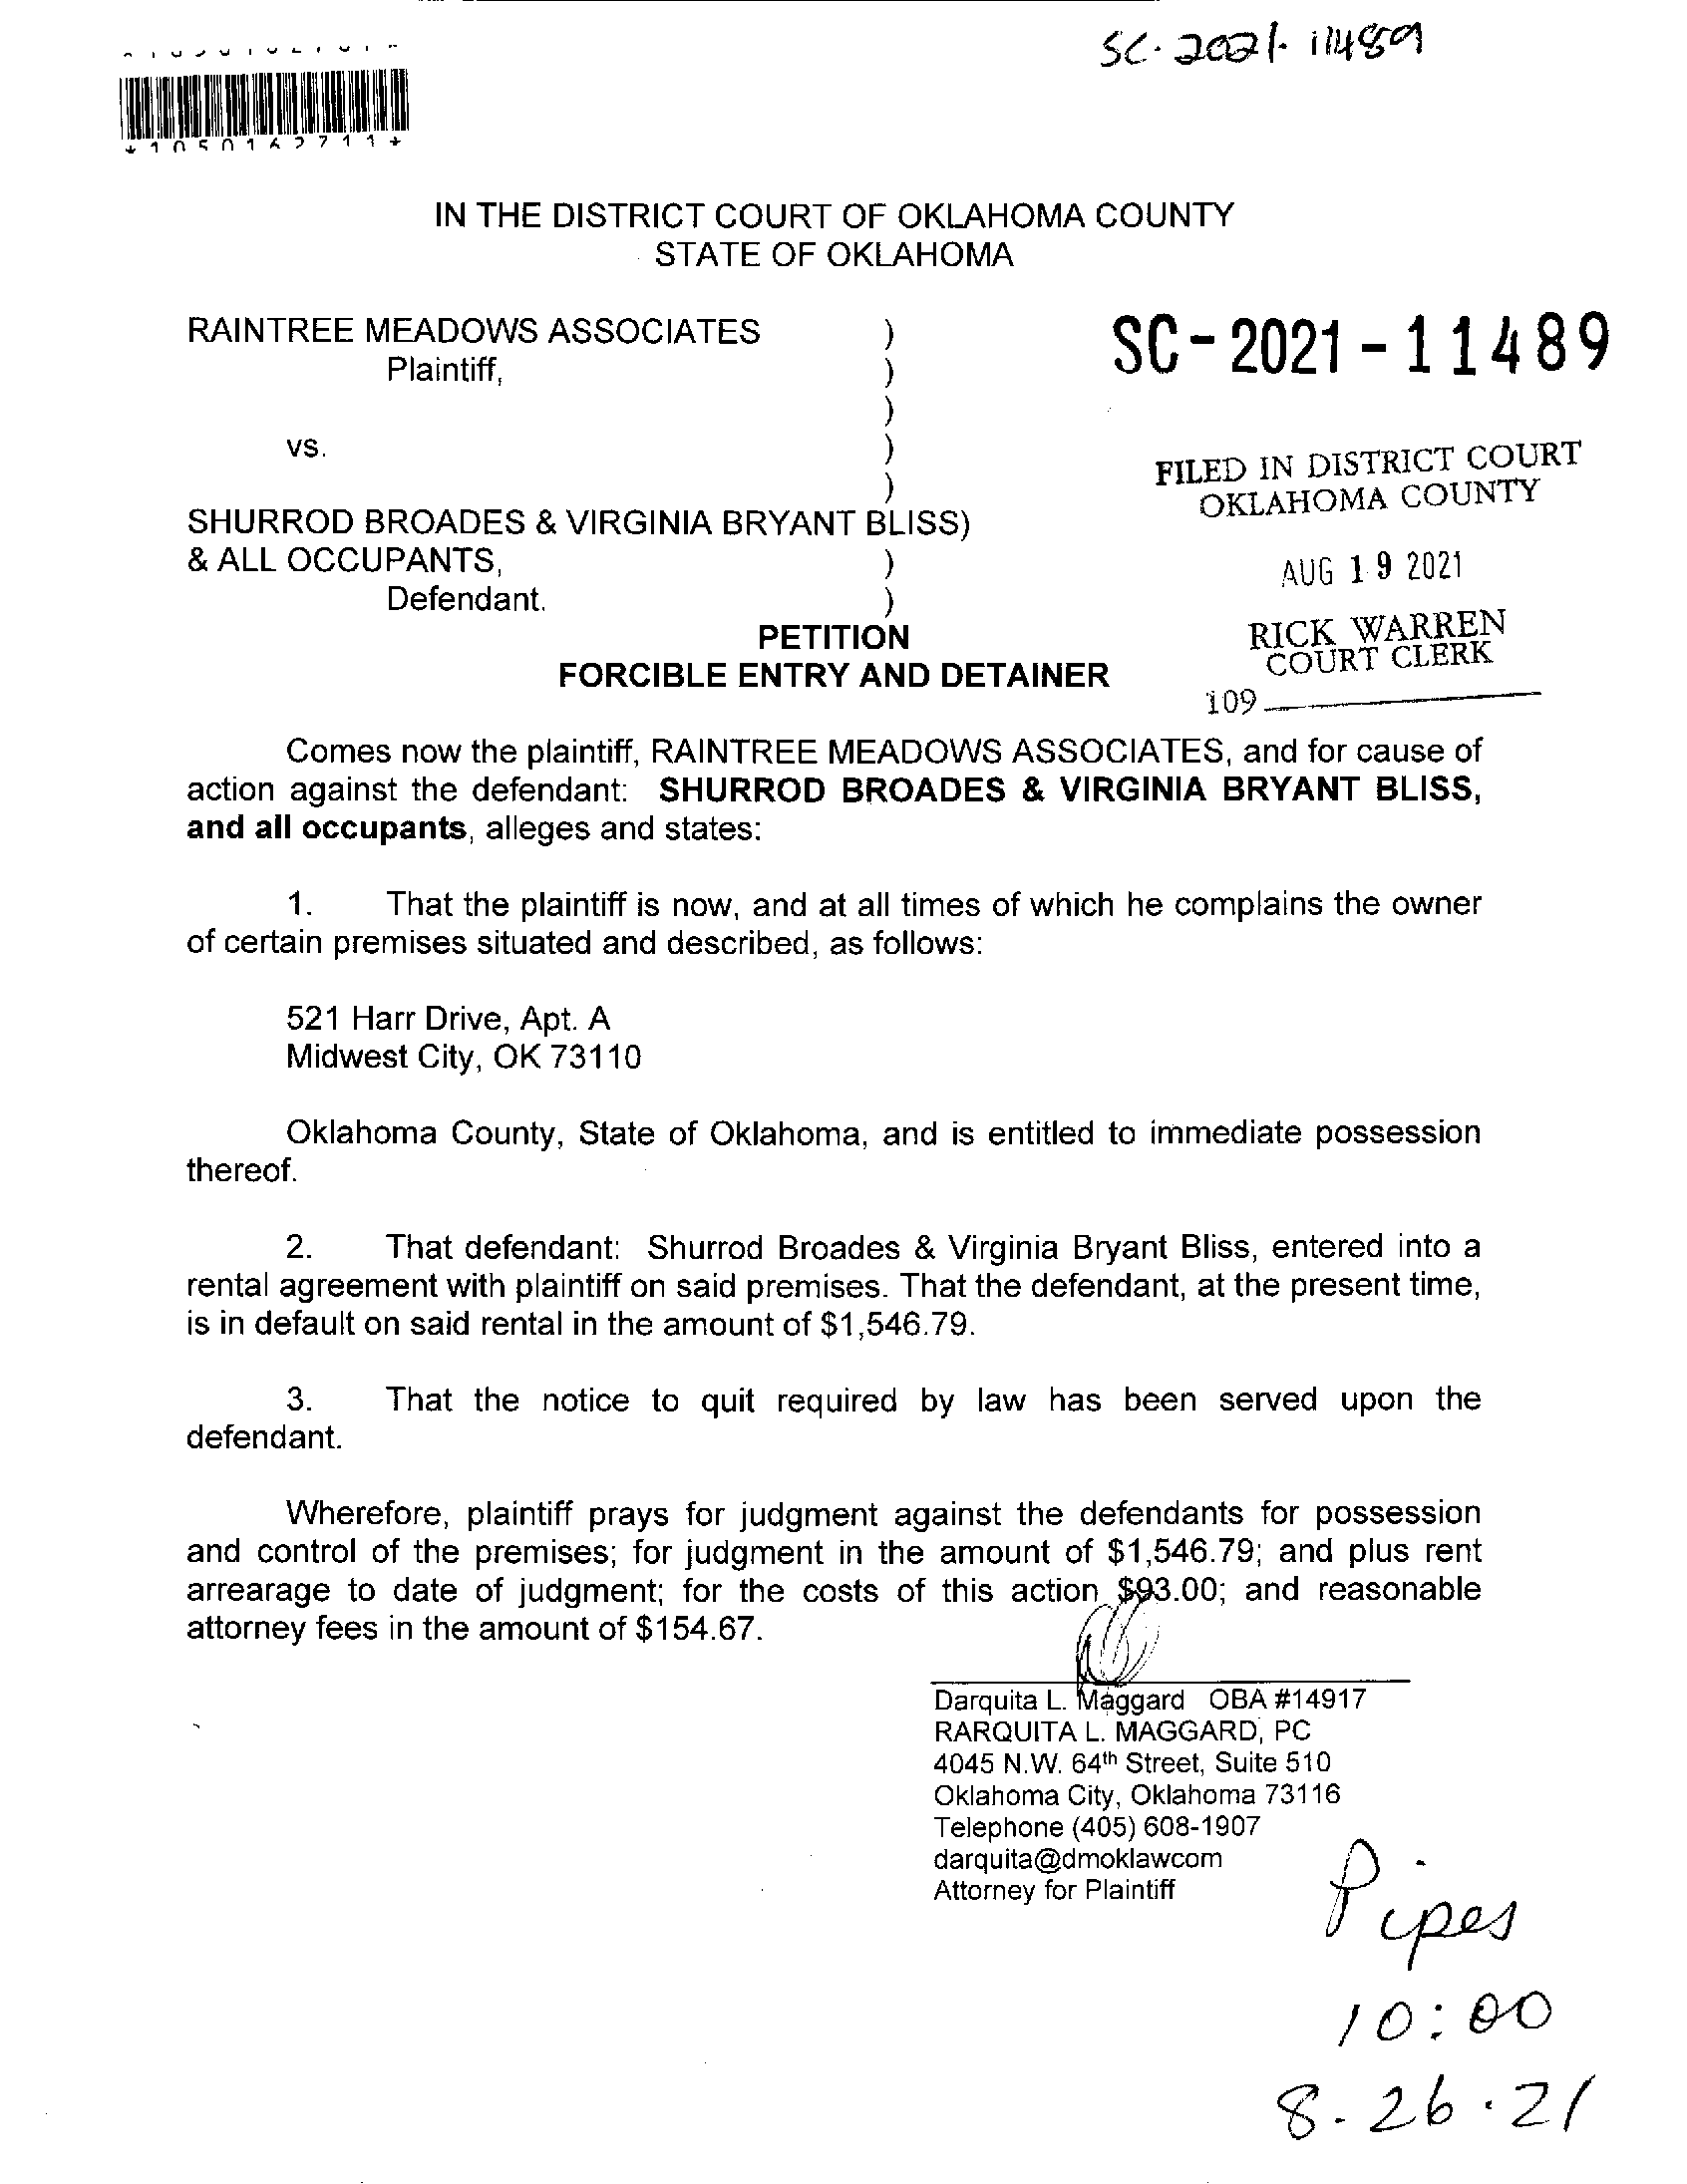 SC-2021-11489
*1050162711*
IN THE DISTRICT COURT OF OKLAHOMA COUNTY
STATE OF OKLAHOMA
RAINTREE MEADOWS ASSOCIATES )
Plaintiff, )
)
vs. )
)
SHURROD BROADES & VIRGINIA BRYANT BLISS)
& ALL OCCUPANTS, )
Defendant. )
SC-2021-11489
FILED IN DISTRICT COURT
OKLAHOMA COUNTY
AUG 19 2021
RICK WARREN
COURT CLERK
109
PETITION
FORCIBLE ENTRY AND DETAINER
Comes now the plaintiff, RAINTREE MEADOWS ASSOCIATES, and for cause of
action against the defendant: SHURROD BROADES & VIRGINIA BRYANT BLISS,
and all occupants, alleges and states:
1. That the plaintiff is now, and at all times of which he complains the owner
of certain premises situated and described, as follows:
521 Harr Drive, Apt. A
Midwest City, OK 73110
Oklahoma County, State of Oklahoma, and is entitled to immediate possession
thereof.
2. That defendant: Shurrod Broades & Virginia Bryant Bliss, entered into a
rental agreement with plaintiff on said premises. That the defendant, at the present time,
is in default on said rental in the amount of $1,546.79.
3. That the notice to quit required by law has been served upon the
defendant.
Wherefore, plaintiff prays for judgment against the defendants for possession
and control of the premises; for judgment in the amount of $1,546.79; and plus rent
arrearage to date of judgment; for the costs of this action $93.00; and reasonable
attorney fees in the amount of $154.67.
Darquita L. Maggard OBA #14917
RARQUITA L. MAGGARD, PC
4045 N.W. 64th Street, Suite 510
Oklahoma City, Oklahoma 73116
Telephone (405) 608-1907
darquita@dmoklawcom
Attorney for Plaintiff
Pipes
10:00
8-26-21